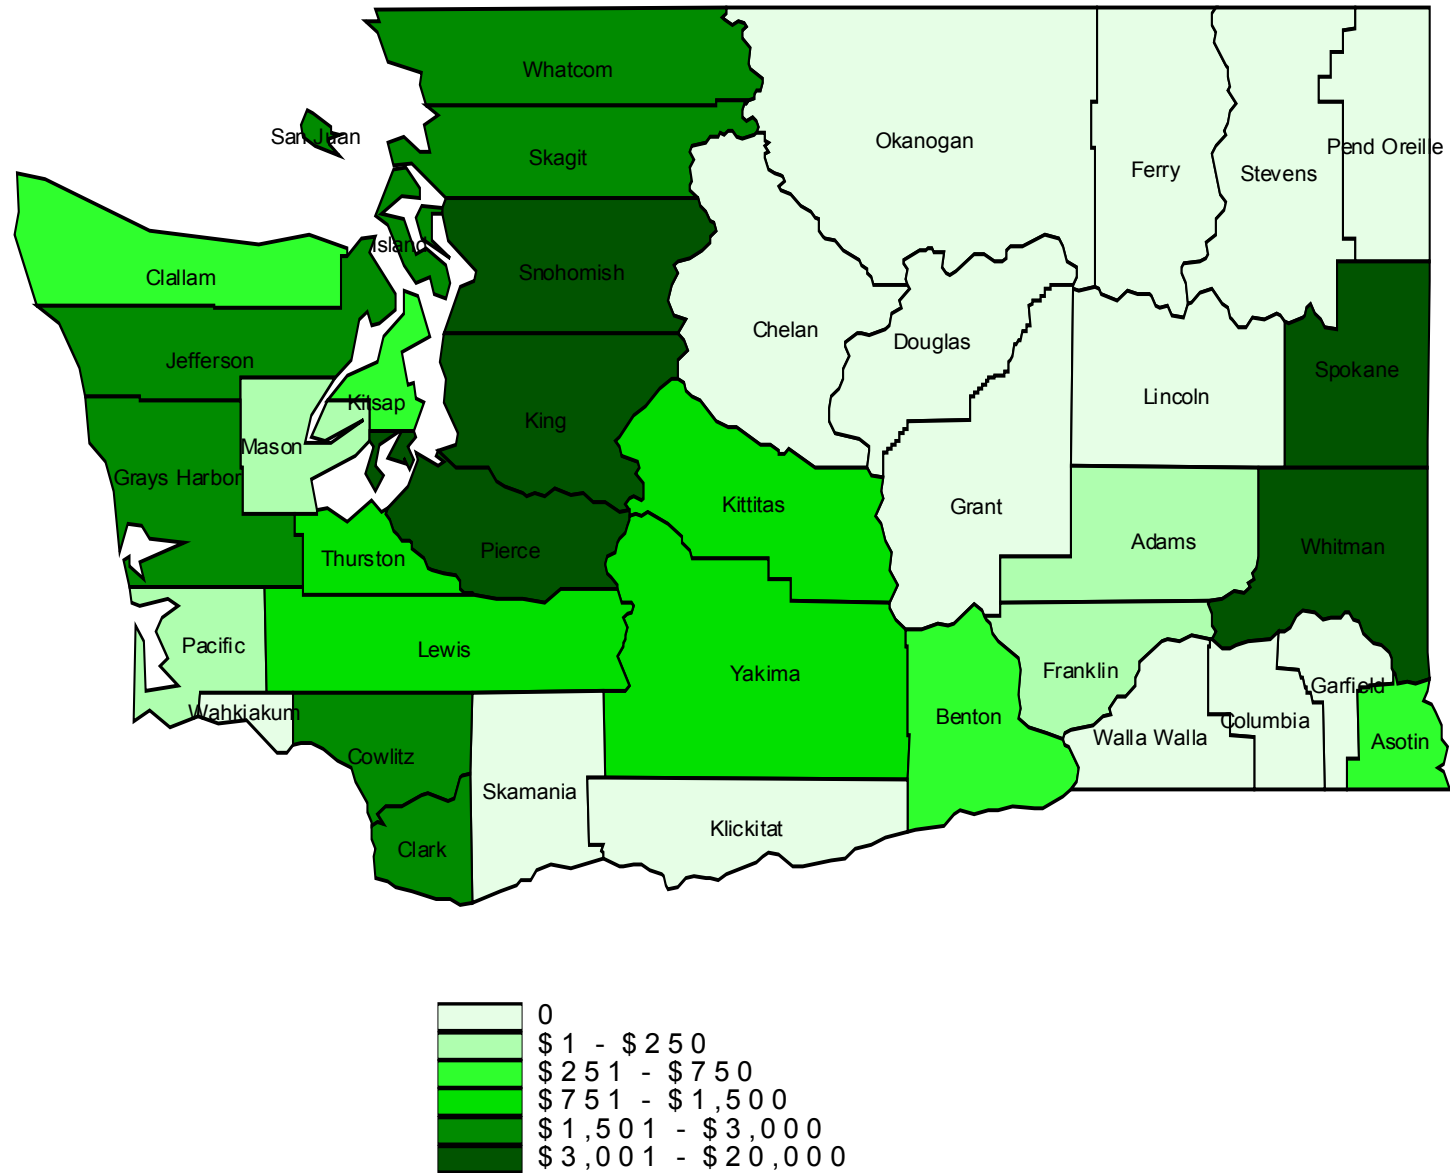 Whatcom
San Juan
Skagit
Okanogan
Ferry
Stevens
Pend Oreille
Island
Snohomish
Clallam
Chelan
Douglas
Jefferson
Spokane
Lincoln
Kitsap
King
Mason
Grays Harbor
Kittitas
Grant
Adams
Whitman
Pierce
Thurston
Pacific
Lewis
Yakima
Franklin
Garfield
Wahkiakum
Benton
Columbia
Walla Walla
Asotin
Cowlitz
Skamania
Klickitat
Clark
0
$1 - $250
$251 - $750
$751 - $1,500
$1,501 - $3,000
$3,001 - $20,000